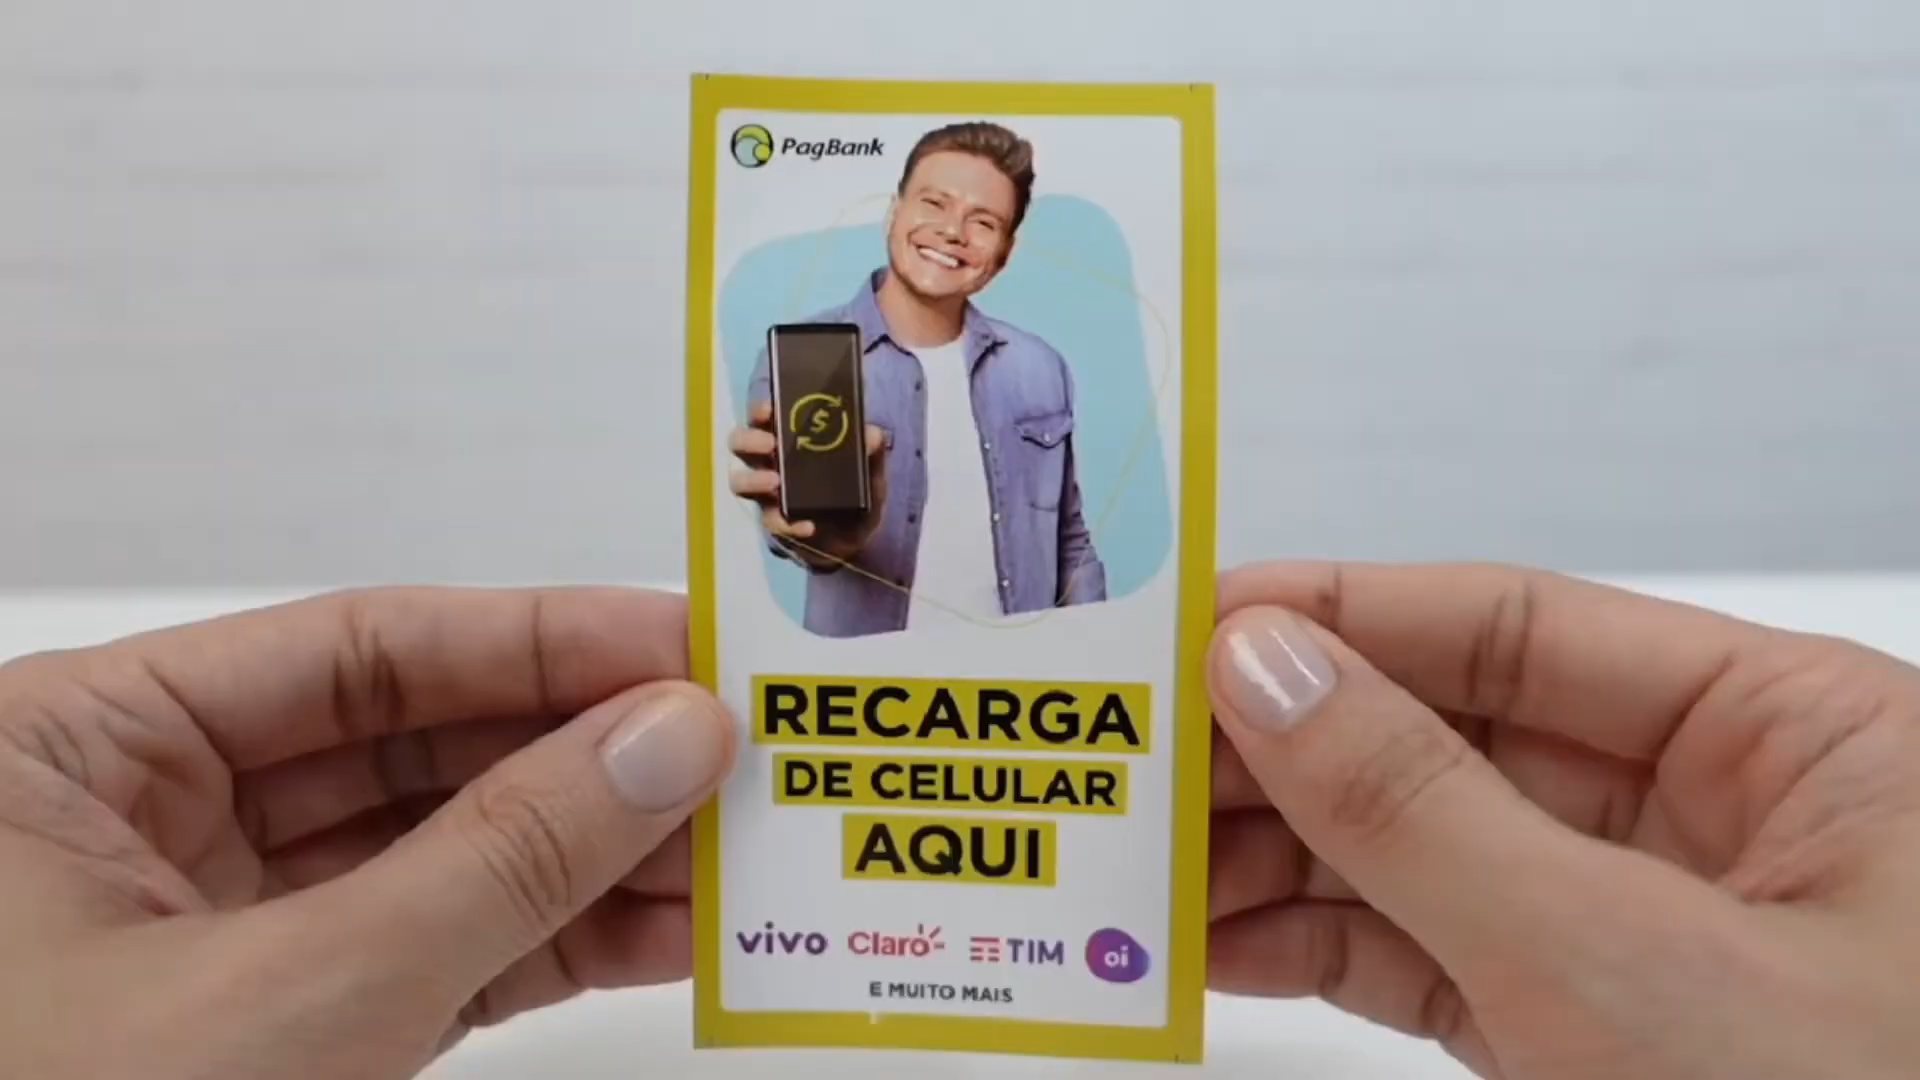 PagBank
$
RECARGA
DE CELULAR
AQUI
vivo Claro TIM oi
E MUITO MAIS